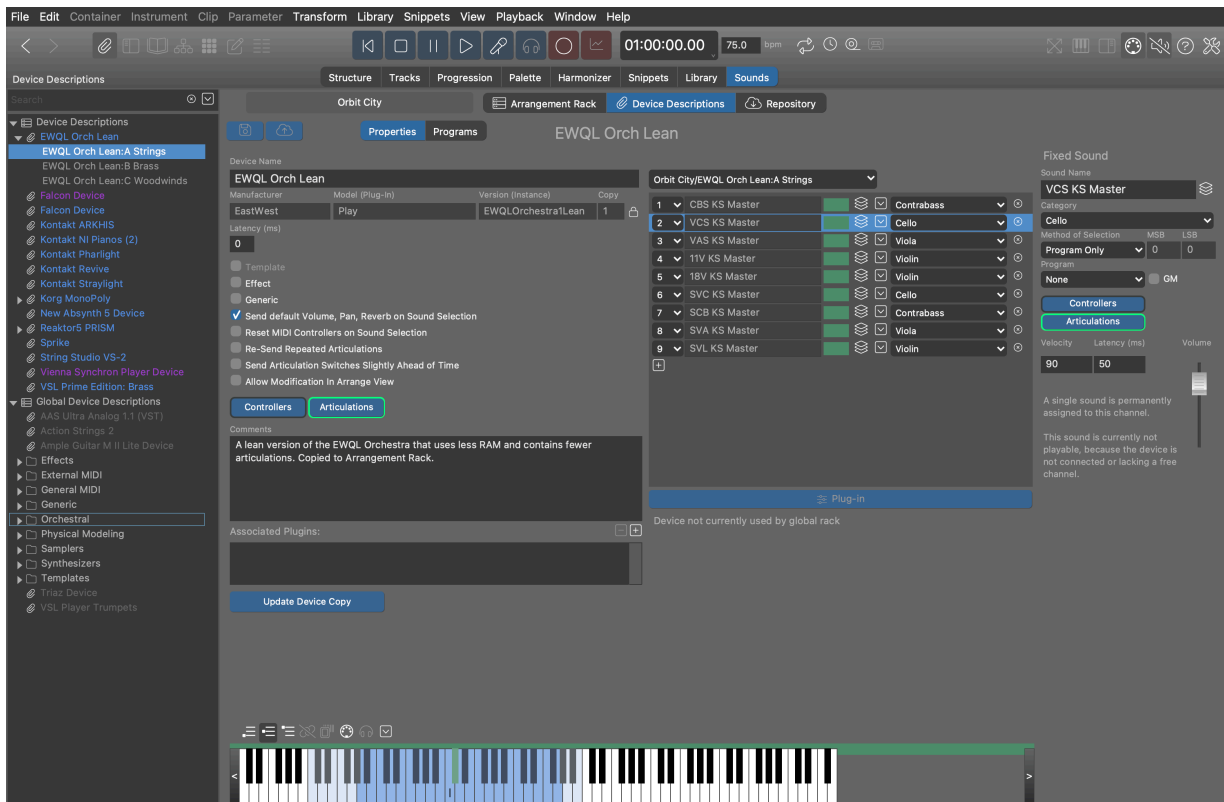 File Edit Container Instrument Clip Parameter Transform Library Snippets View Playback Window Help
01:00:00.00 75.0 bpm
Device Descriptions
Structure Tracks Progression Palette Harmonizer Snippets Library Sounds
Search
Orbit City
Arrangement Rack Device Descriptions Repository
Device Descriptions
EWQL Orch Lean
EWQL Orch Lean:A Strings
EWQL Orch Lean:B Brass
EWQL Orch Lean:C Woodwinds
Falcon Device
Falcon Device
Kontakt ARKHIS
Kontakt NI Pianos (2)
Kontakt Pharlight
Kontakt Revive
Kontakt Straylight
Korg MonoPoly
New Absynth 5 Device
Reaktor5 PRISM
Sprike
String Studio VS-2
Vienna Synchron Player Device
VSL Prime Edition: Brass
Global Device Descriptions
AAS Ultra Analog 1.1 (VST)
Action Strings 2
Ample Guitar M II Lite Device
Effects
External MIDI
General MIDI
Generic
Orchestral
Physical Modeling
Samplers
Synthesizers
Templates
Triaz Device
VSL Player Trumpets
Properties Programs
EWQL Orch Lean
Device Name
EWQL Orch Lean
Manufacturer Model (Plug-In) Version (Instance) Copy
EastWest Play EWQLOrchestra1Lean 1
Latency (ms)
0
Template
Effect
Generic
Send default Volume, Pan, Reverb on Sound Selection
Reset MIDI Controllers on Sound Selection
Re-Send Repeated Articulations
Send Articulation Switches Slightly Ahead of Time
Allow Modification In Arrange View
Controllers Articulations
Comments
A lean version of the EWQL Orchestra that uses less RAM and contains fewer
articulations. Copied to Arrangement Rack.
Associated Plugins:
Update Device Copy
Orbit City/EWQL Orch Lean:A Strings
1 CBS KS Master Contrabass
2 VCS KS Master Cello
3 VAS KS Master Viola
4 11V KS Master Violin
5 18V KS Master Violin
6 SVC KS Master Cello
7 SCB KS Master Contrabass
8 SVA KS Master Viola
9 SVL KS Master Violin
Plug-in
Device not currently used by global rack
Fixed Sound
Sound Name
VCS KS Master
Category
Cello
Method of Selection MSB LSB
Program Only 0 0
Program
None GM
Controllers
Articulations
Velocity Latency (ms) Volume
90 50
A single sound is permanently
assigned to this channel.
This sound is currently not
playable, because the device is
not connected or lacking a free
channel.